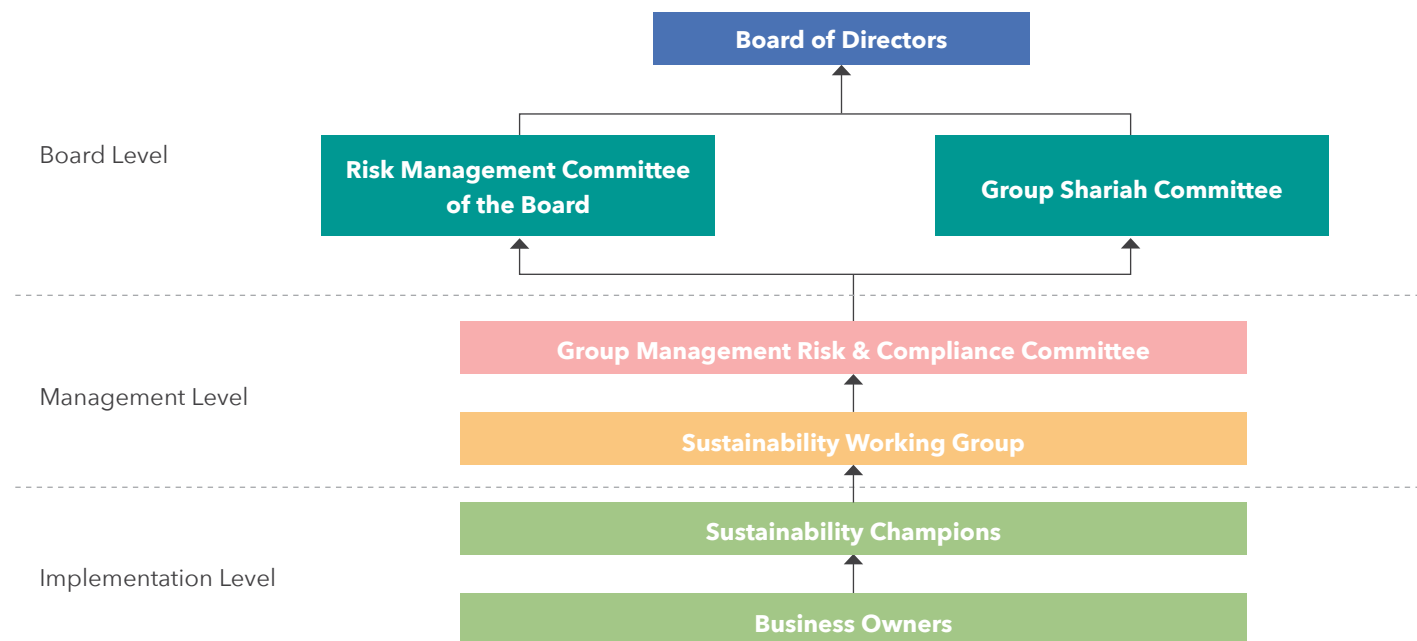 Board of Directors
Board Level
Risk Management Committee
of the Board
Group Shariah Committee
Group Management Risk & Compliance Committee
Management Level
Sustainability Working Group
Sustainability Champions
Implementation Level
Business Owners